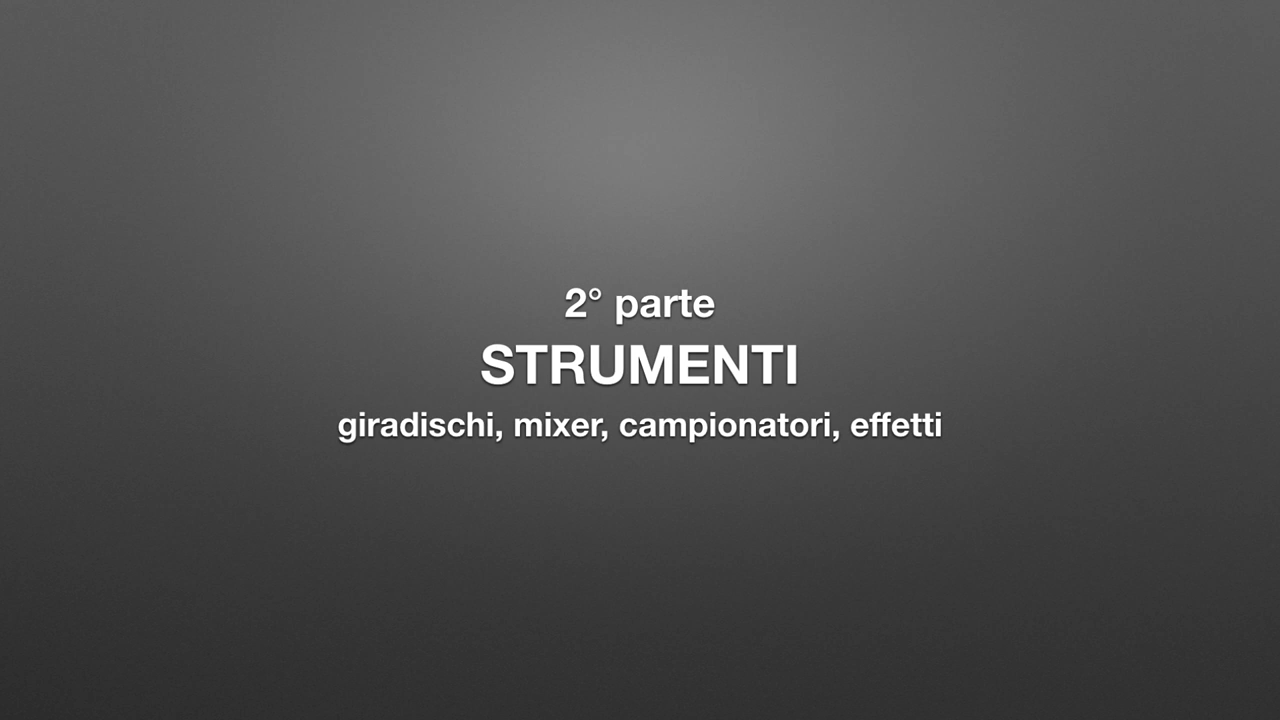 2° parte
STRUMENTI
giradischi, mixer, campionatori, effetti